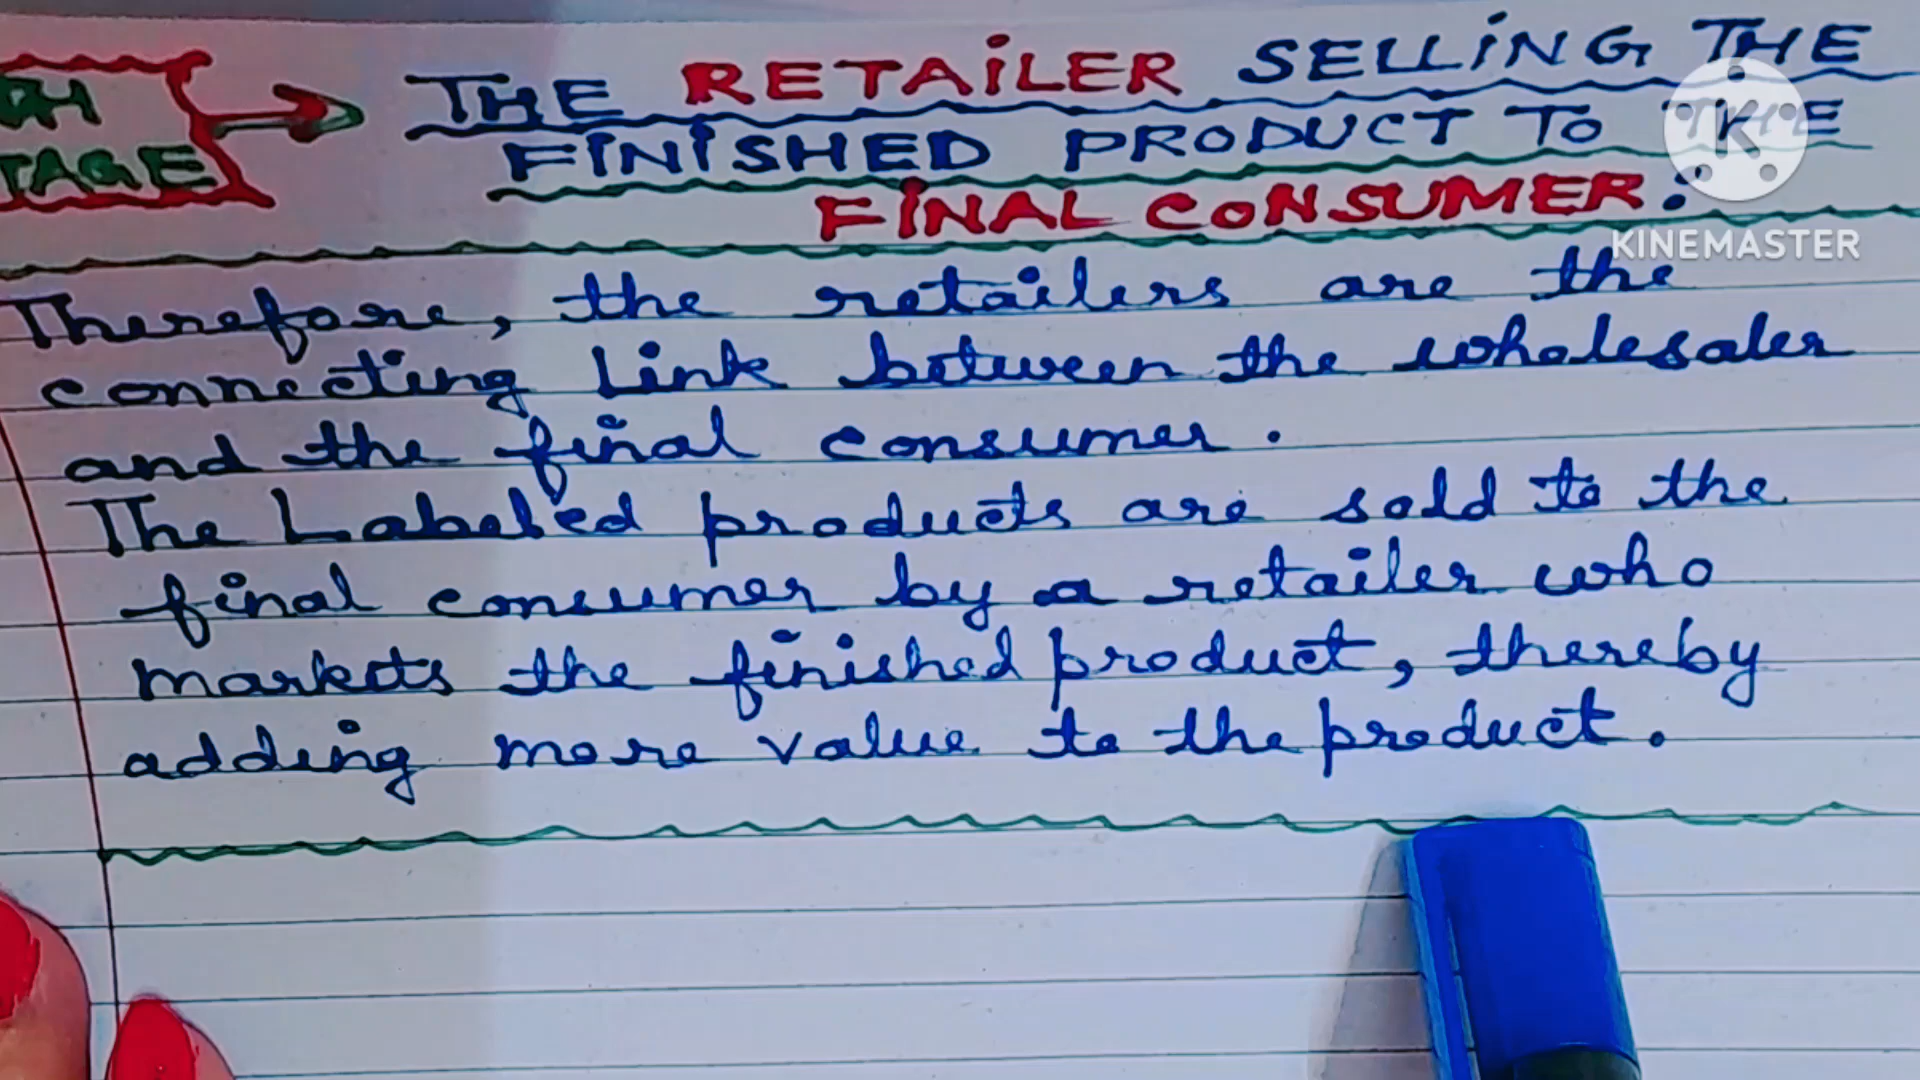 TH THE RETAILER SELLING THE
TAGE FINISHED PRODUCT TO THE
FINAL CONSUMER:
KINEMASTER
Therefore, the retailers are the
connecting Link between the wholesaler
and the final consumer.
The Labeled products are sold to the
final consumer by a retailer who
markets the finished product, thereby
adding more value to the product.